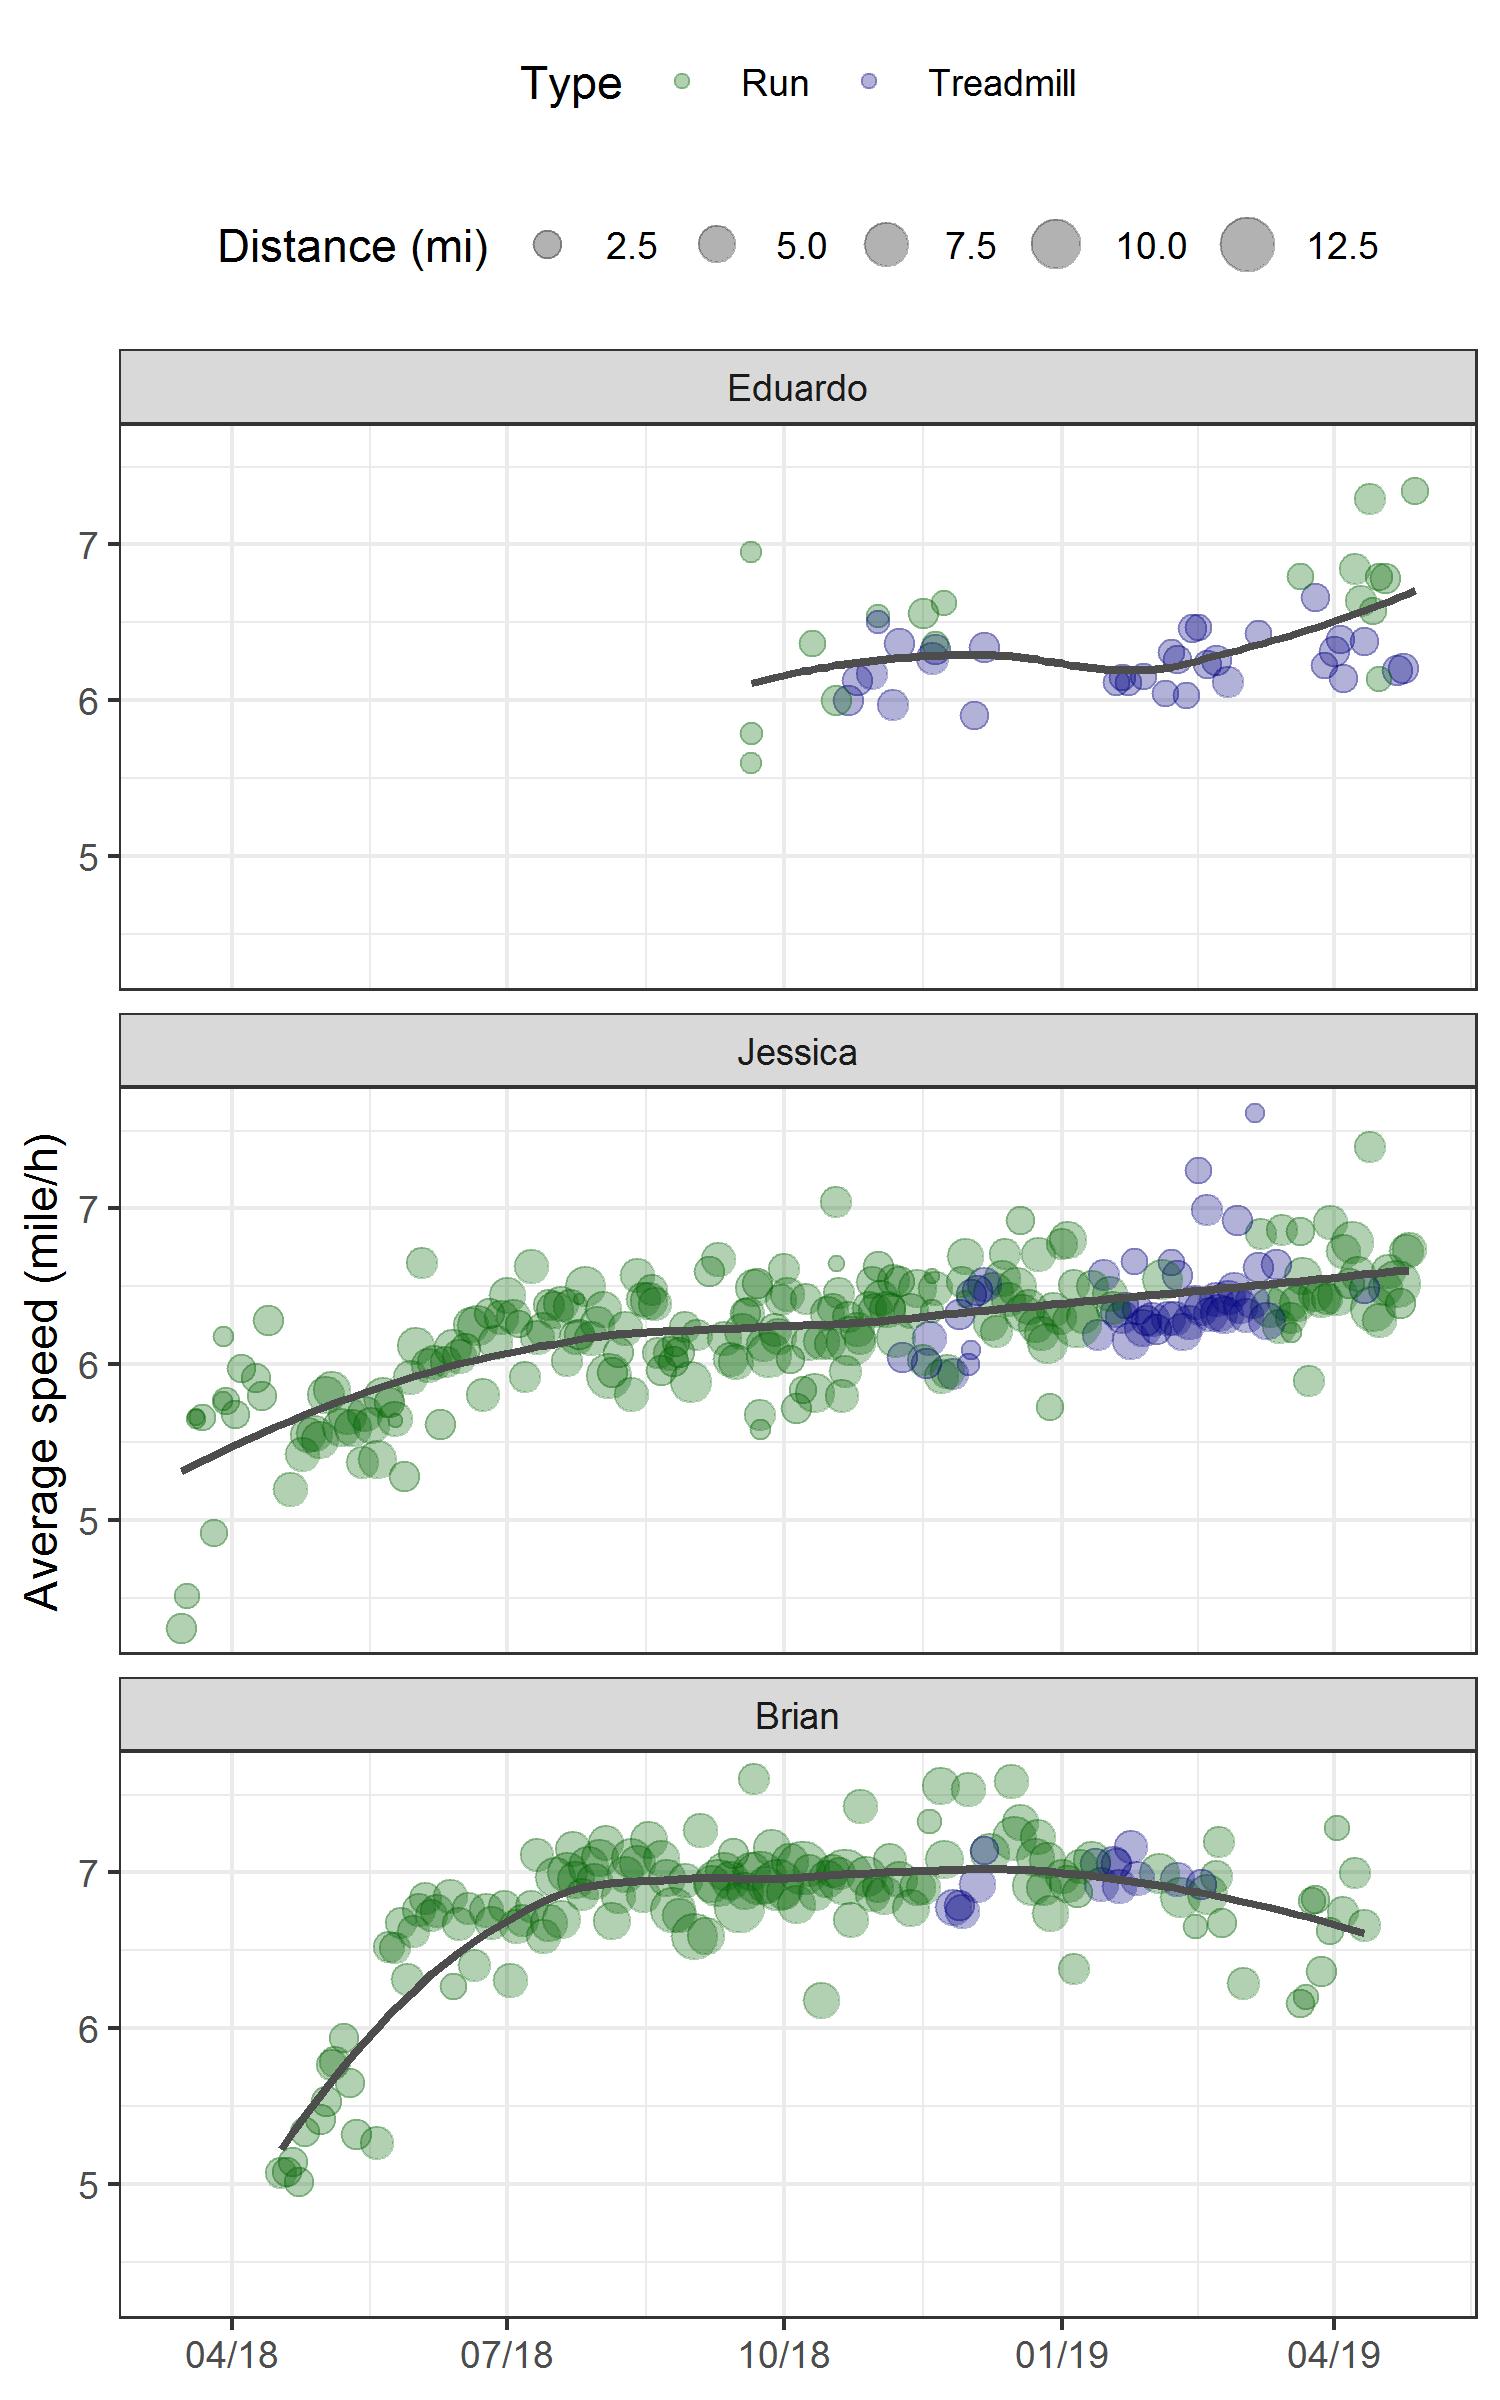 Type Run Treadmill
Distance (mi) 2.5 5.0 7.5 10.0 12.5
Eduardo
7
6
5
Jessica
Average speed (mile/h)
7
6
5
Brian
7
6
5
04/18 07/18 10/18 01/19 04/19